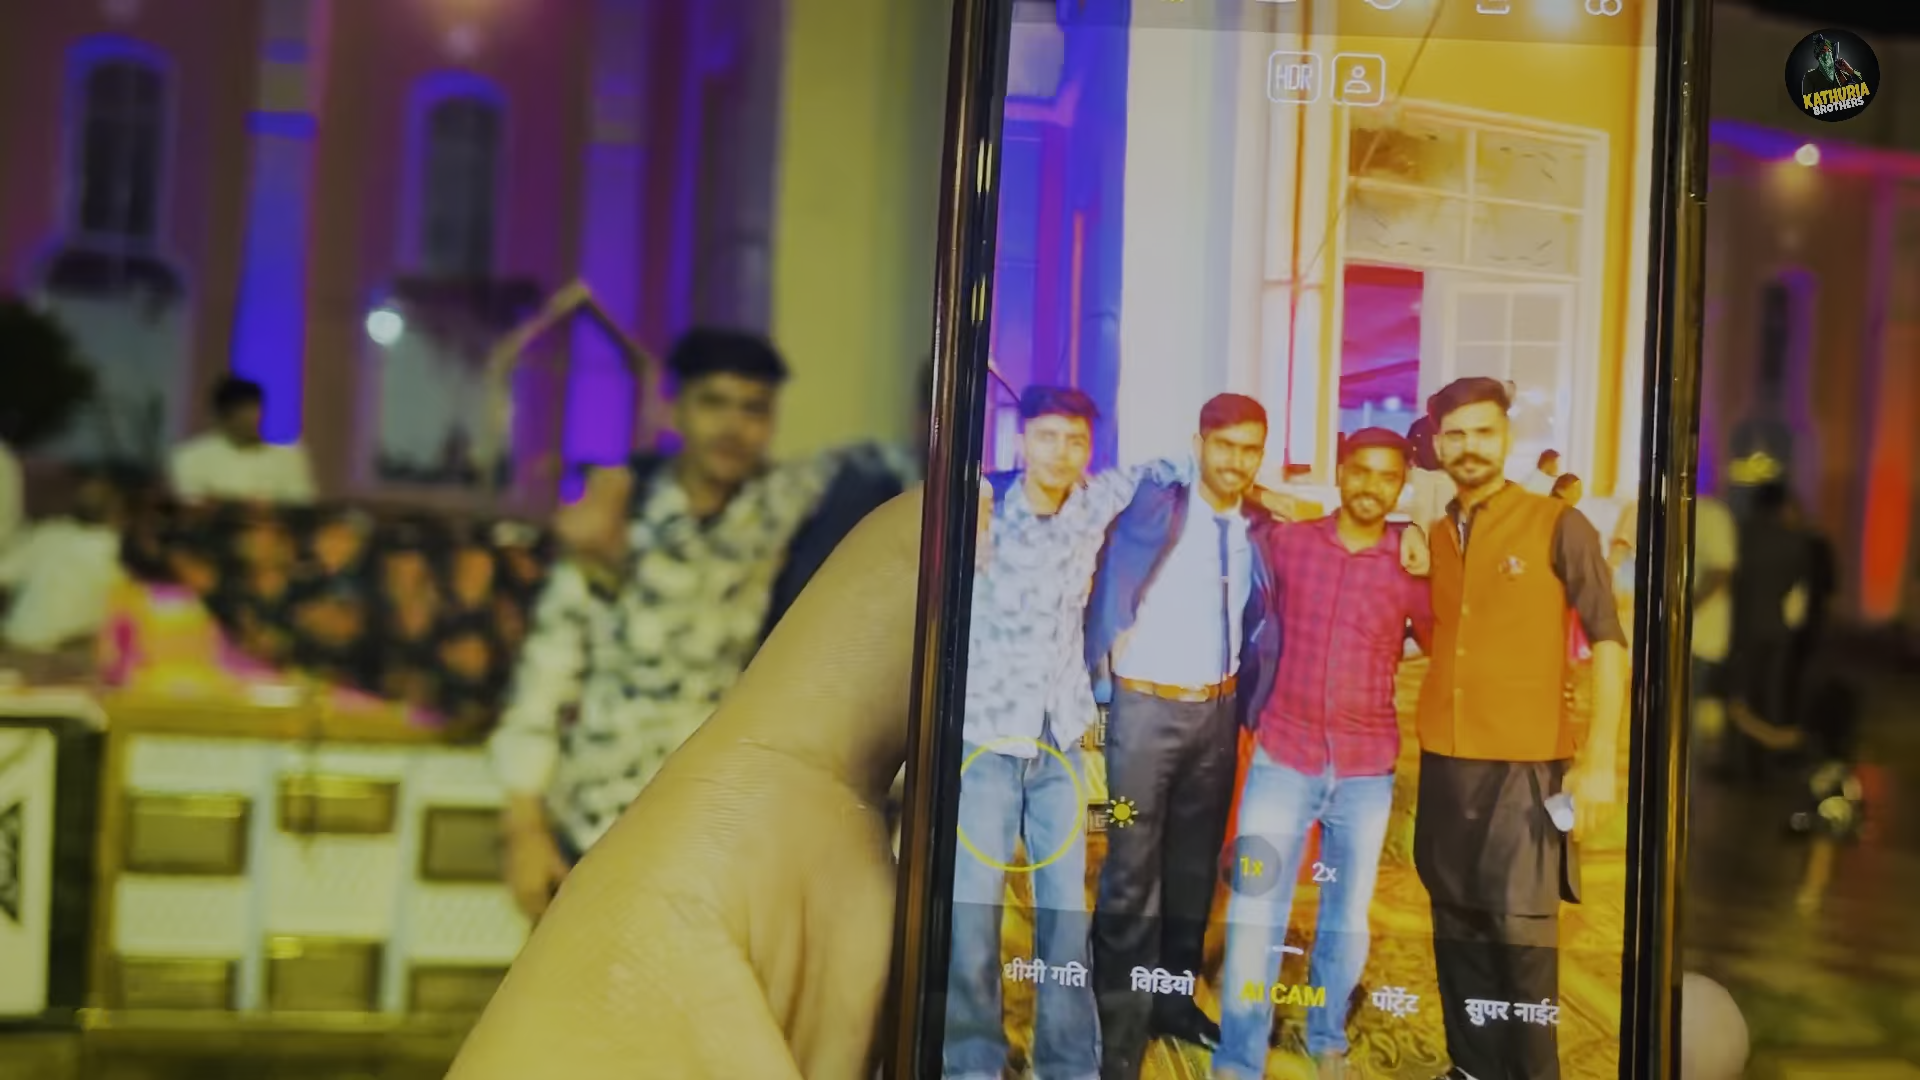 HDR
KATHURIA
BROTHERS
1x
2x
धीमी गति
विडियो
AI CAM
पोर्ट्रेट
सुपर नाईट